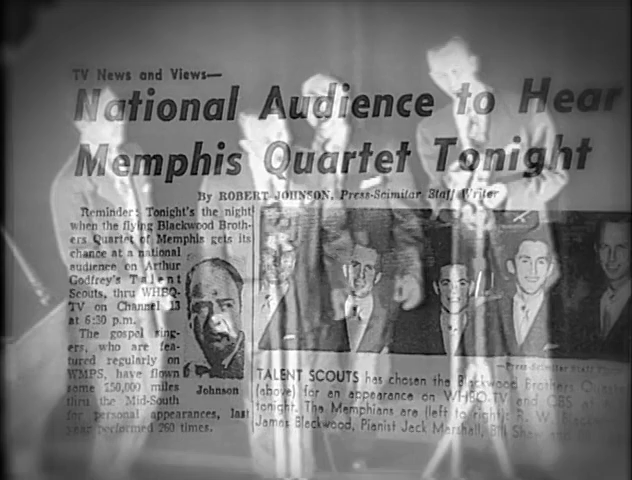 TV News and Views—
National Audience to Hear
Memphis Quartet Tonight
By ROBERT JOHNSON, Press-Scimitar Staff Writer
Reminder: Tonight's the night
when the flying Blackwood Broth-
ers Quartet of Memphis gets its
chance at a national
audience on Arthur
Godfrey's Talent
Scouts, thru WHBQ-
TV on Channel 13
at 6:30 p.m.
The gospel sing-
ers, who are fea-
tured regularly on
WMPS, have flown
some 250,000 miles
thru the Mid-South
for personal appearances, last
year performed 260 times.
Johnson
—Press-Scimitar Staff
TALENT SCOUTS has chosen the Blackwood Brothers
(above) for an appearance on WHBQ-TV and CBS
tonight. The Memphians are (left to right): R. W.
James Blackwood, Pianist Jack Marshall, Bill Shaw and